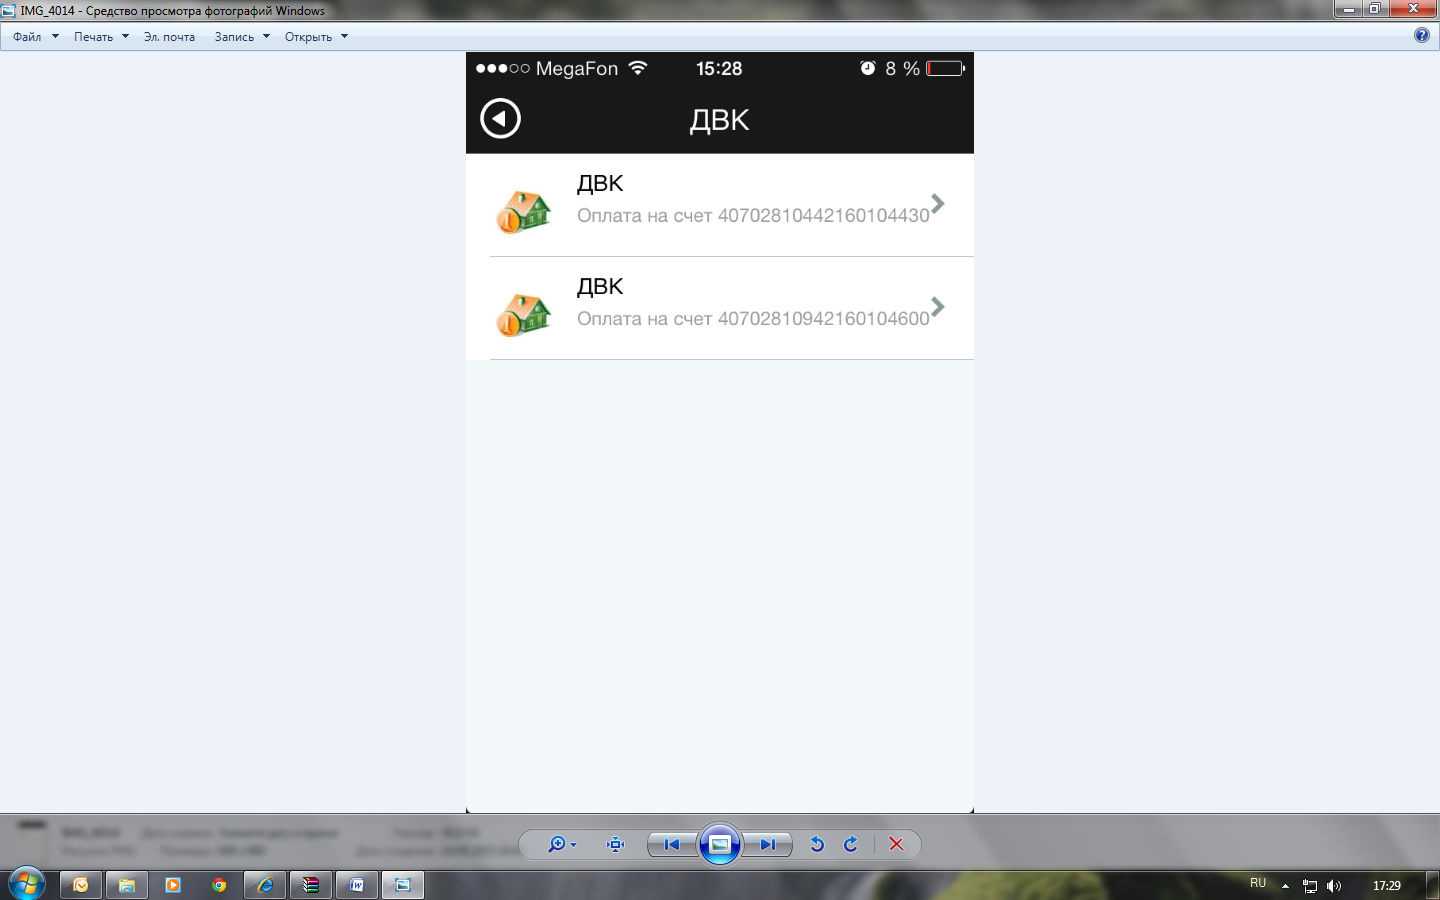 IMG_4014 - Средство просмотра фотографий Windows
Файл Печать Эл. почта Запись Открыть
MegaFon 15:28 8 %
ДВК
ДВК
Оплата на счет 40702810442160104430
ДВК
Оплата на счет 40702810942160104600
IMG_4014
RU 17:29